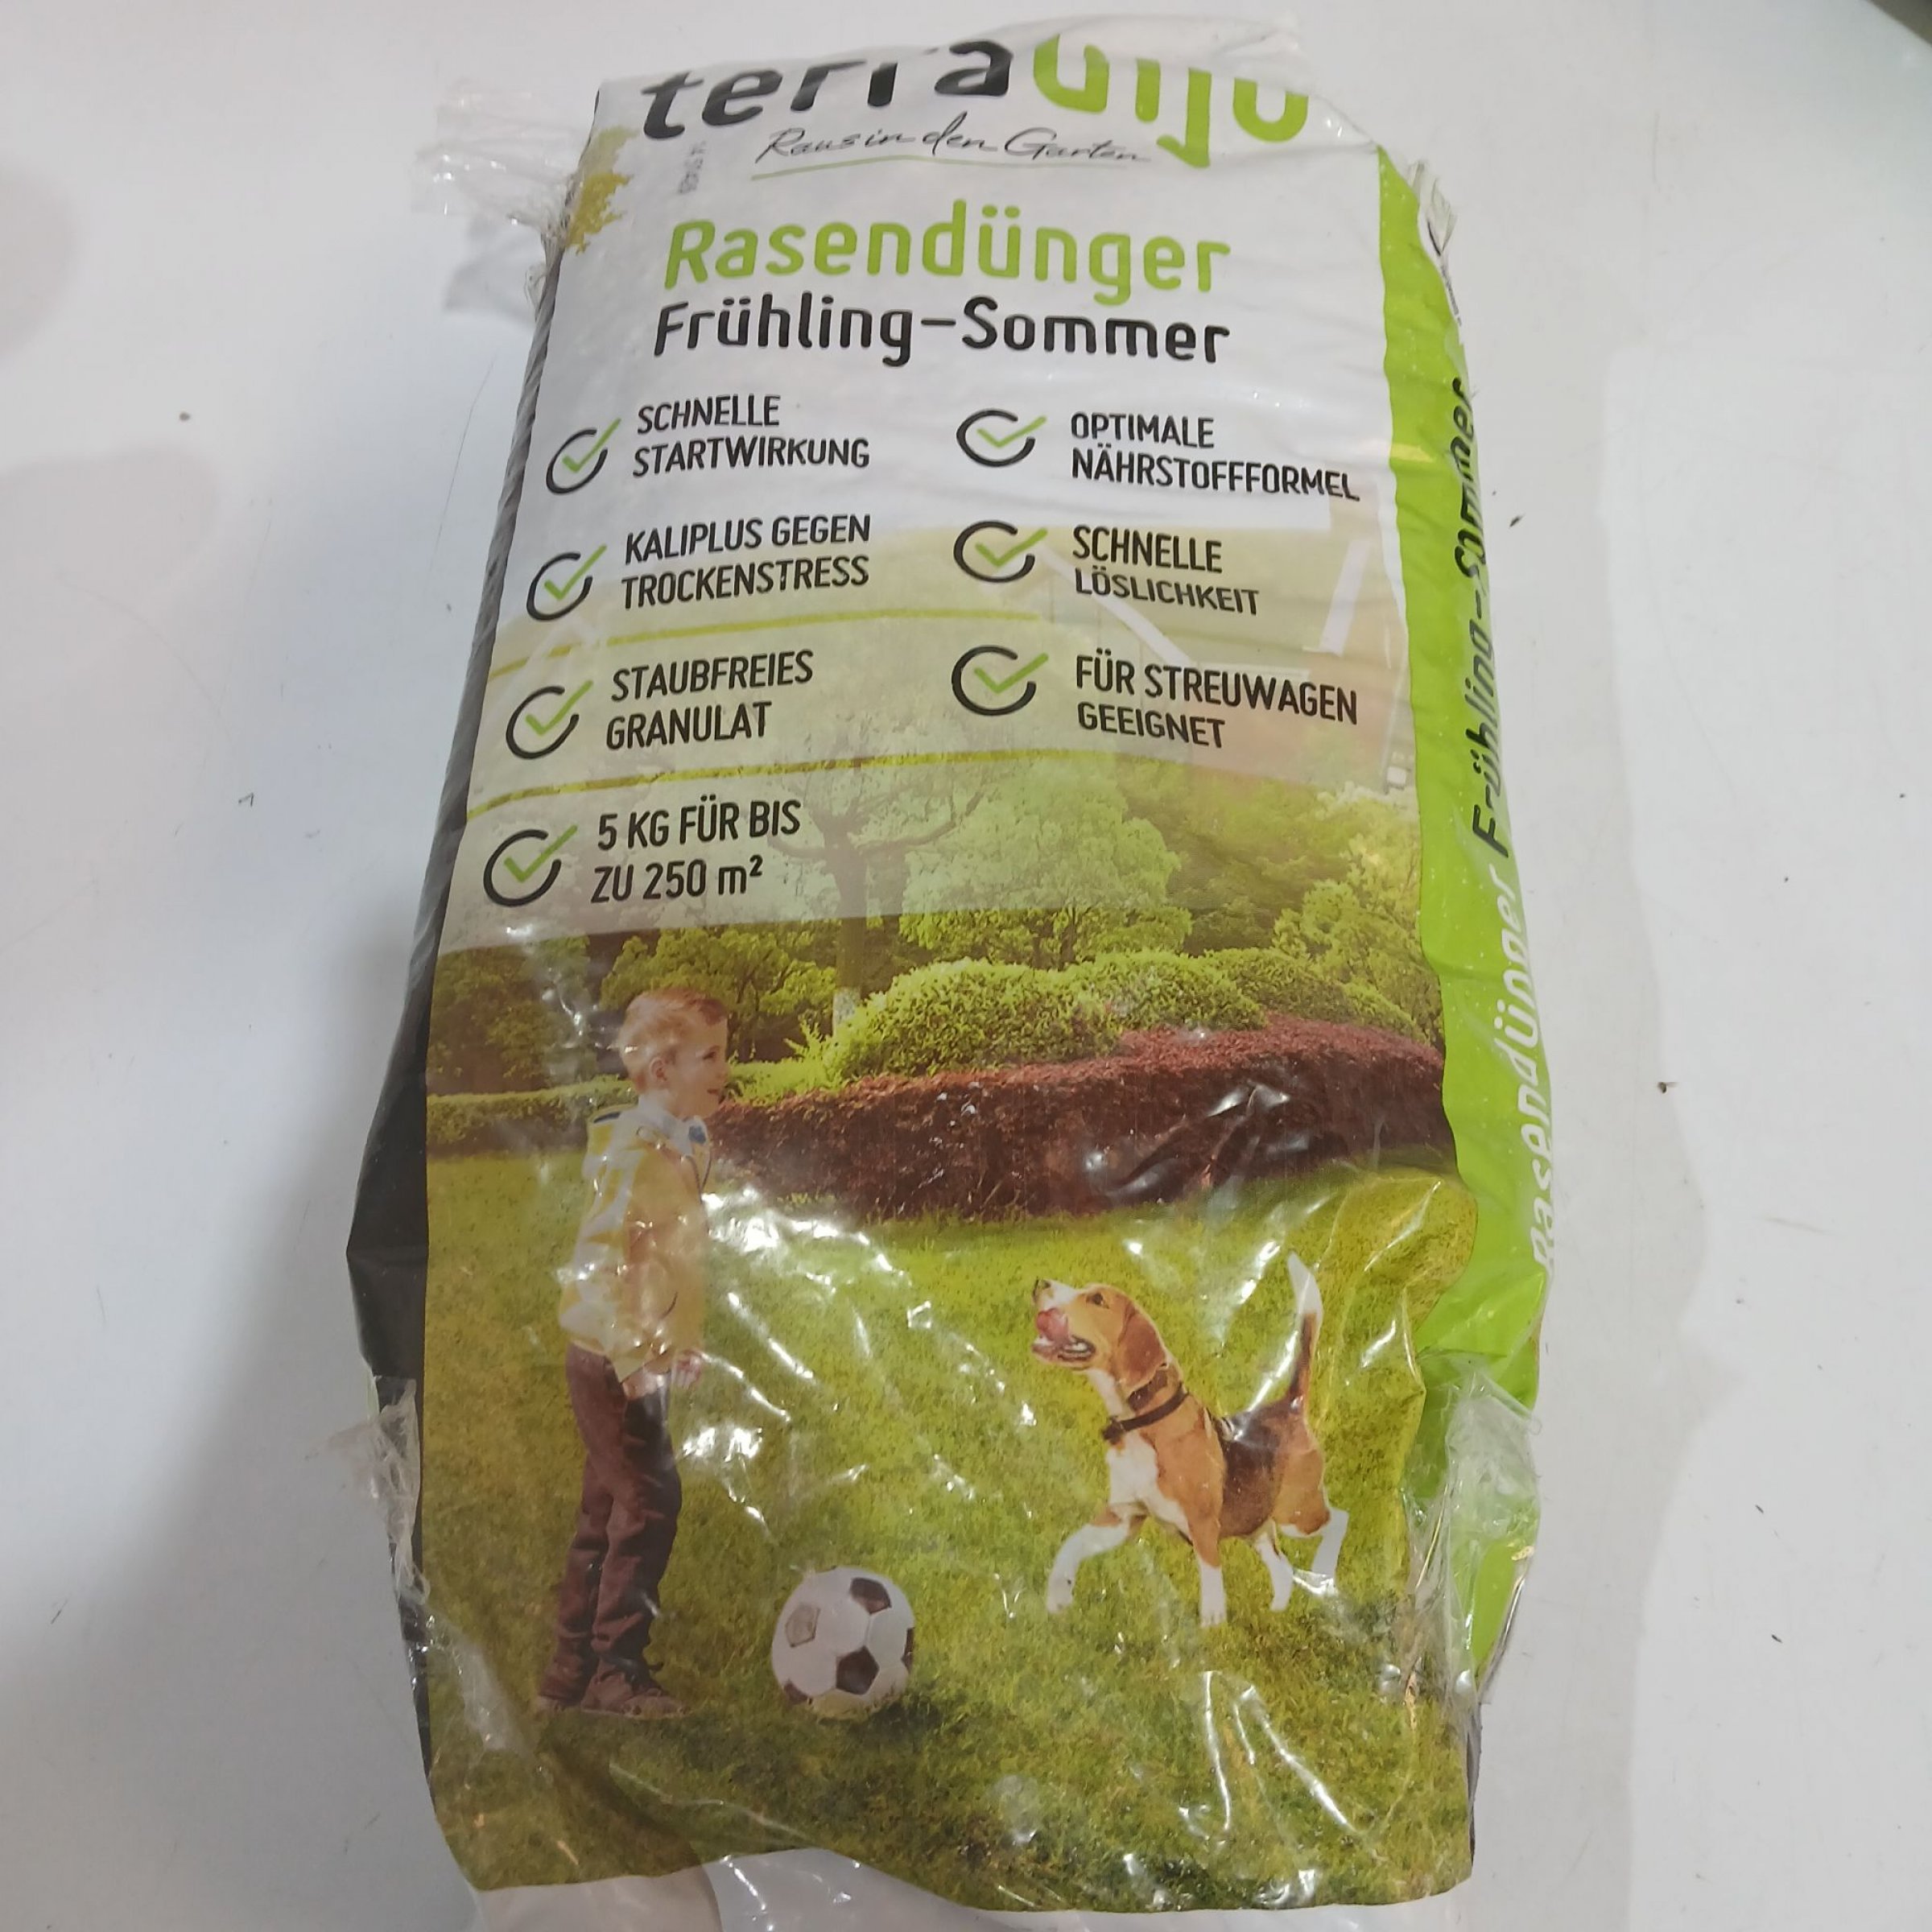 Raus in den Garten
Rasendünger
Frühling-Sommer
SCHNELLE
STARTWIRKUNG
OPTIMALE
NÄHRSTOFFFORMEL
KALIPLUS GEGEN
TROCKENSTRESS
SCHNELLE
LÖSLICHKEIT
STAUBFREIES
GRANULAT
FÜR STREUWAGEN
GEEIGNET
5 KG FÜR BIS
ZU 250 m²
Rasendünger Frühling-Sommer